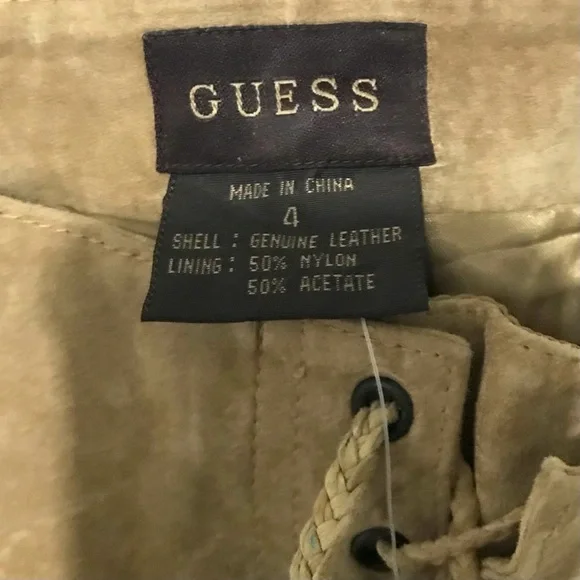 GUESS
MADE IN CHINA
4
SHELL : GENUINE LEATHER
LINING : 50% NYLON
50% ACETATE